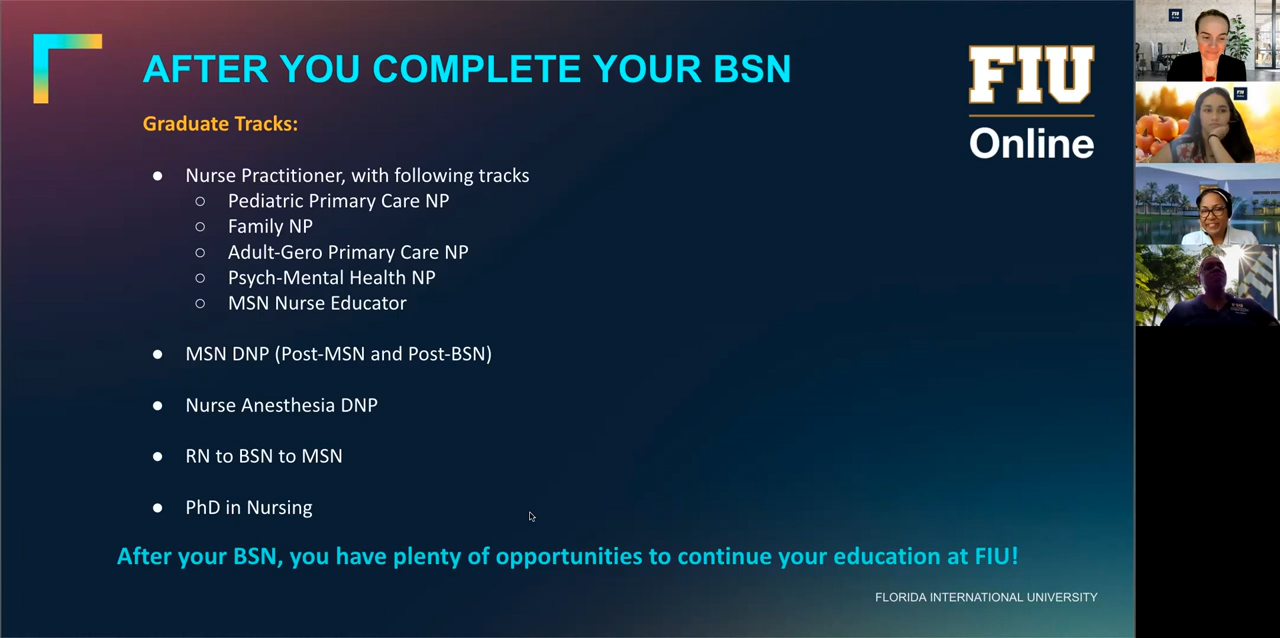 AFTER YOU COMPLETE YOUR BSN
FIU
Online
Graduate Tracks:
● Nurse Practitioner, with following tracks
○ Pediatric Primary Care NP
○ Family NP
○ Adult-Gero Primary Care NP
○ Psych-Mental Health NP
○ MSN Nurse Educator
● MSN DNP (Post-MSN and Post-BSN)
● Nurse Anesthesia DNP
● RN to BSN to MSN
● PhD in Nursing
After your BSN, you have plenty of opportunities to continue your education at FIU!
FLORIDA INTERNATIONAL UNIVERSITY
FIU
FIU
FIU